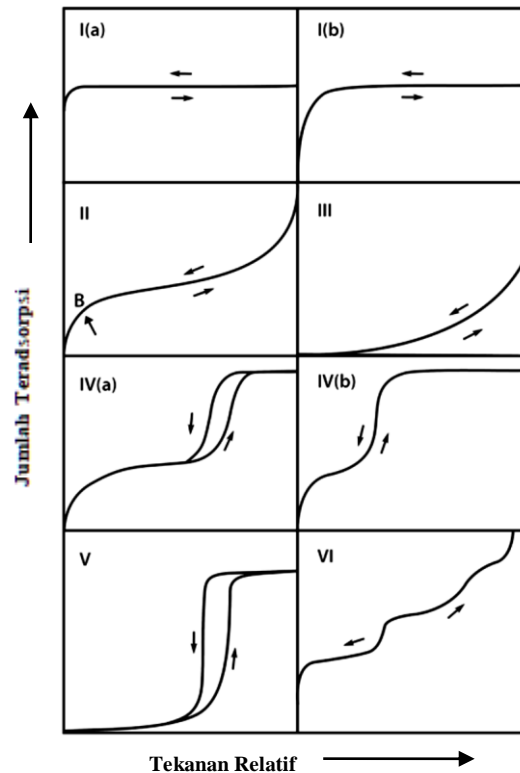 I(a)
I(b)
II
III
B
IV(a)
IV(b)
V
VI
Jumlah Teradsorpsi
Tekanan Relatif